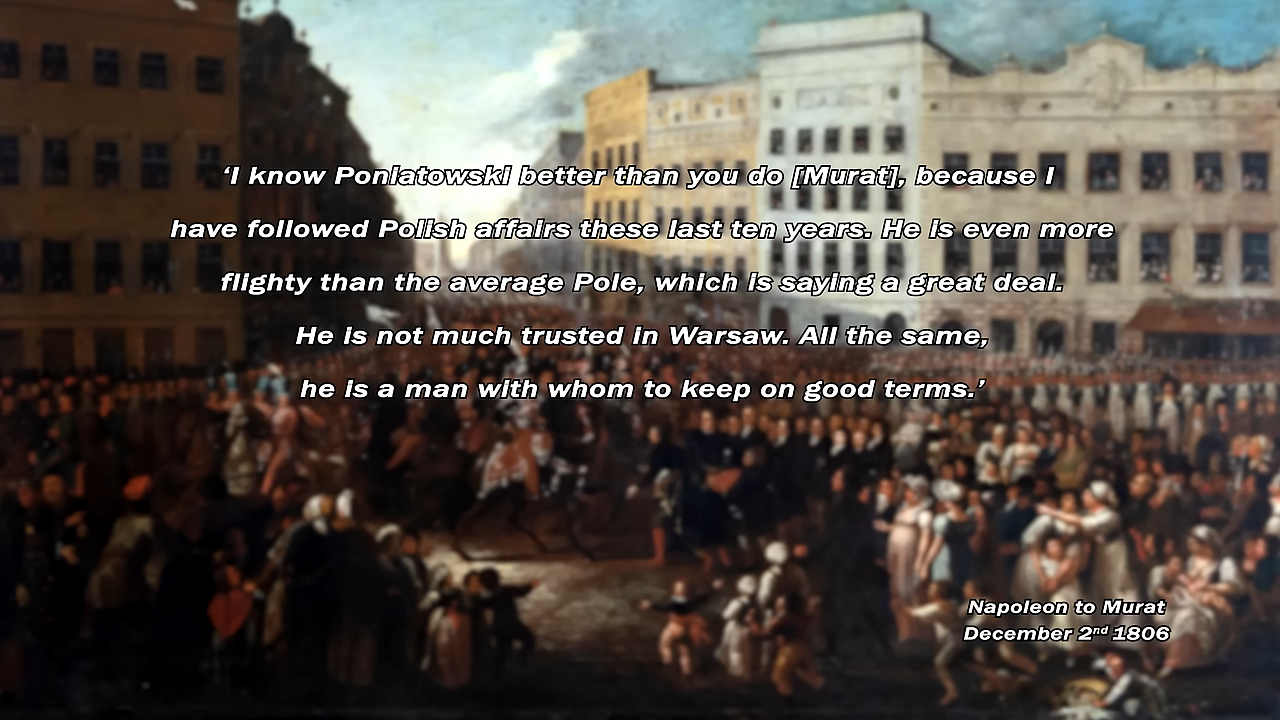 ‘I know Poniatowski better than you do [Murat], because I
have followed Polish affairs these last ten years. He is even more
flighty than the average Pole, which is saying a great deal.
He is not much trusted in Warsaw. All the same,
he is a man with whom to keep on good terms.’
Napoleon to Murat
December 2nd 1806